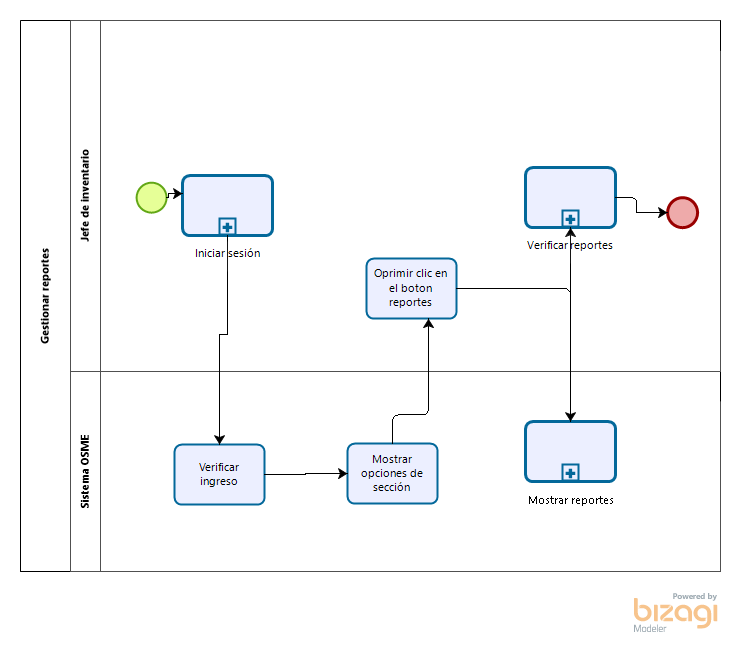 Gestionar reportes
Jefe de inventario
Iniciar sesión
Verificar reportes
Oprimir clic en
el boton
reportes
Sistema OSME
Verificar
ingreso
Mostrar
opciones de
sección
Mostrar reportes
Powered by
bizagi
Modeler